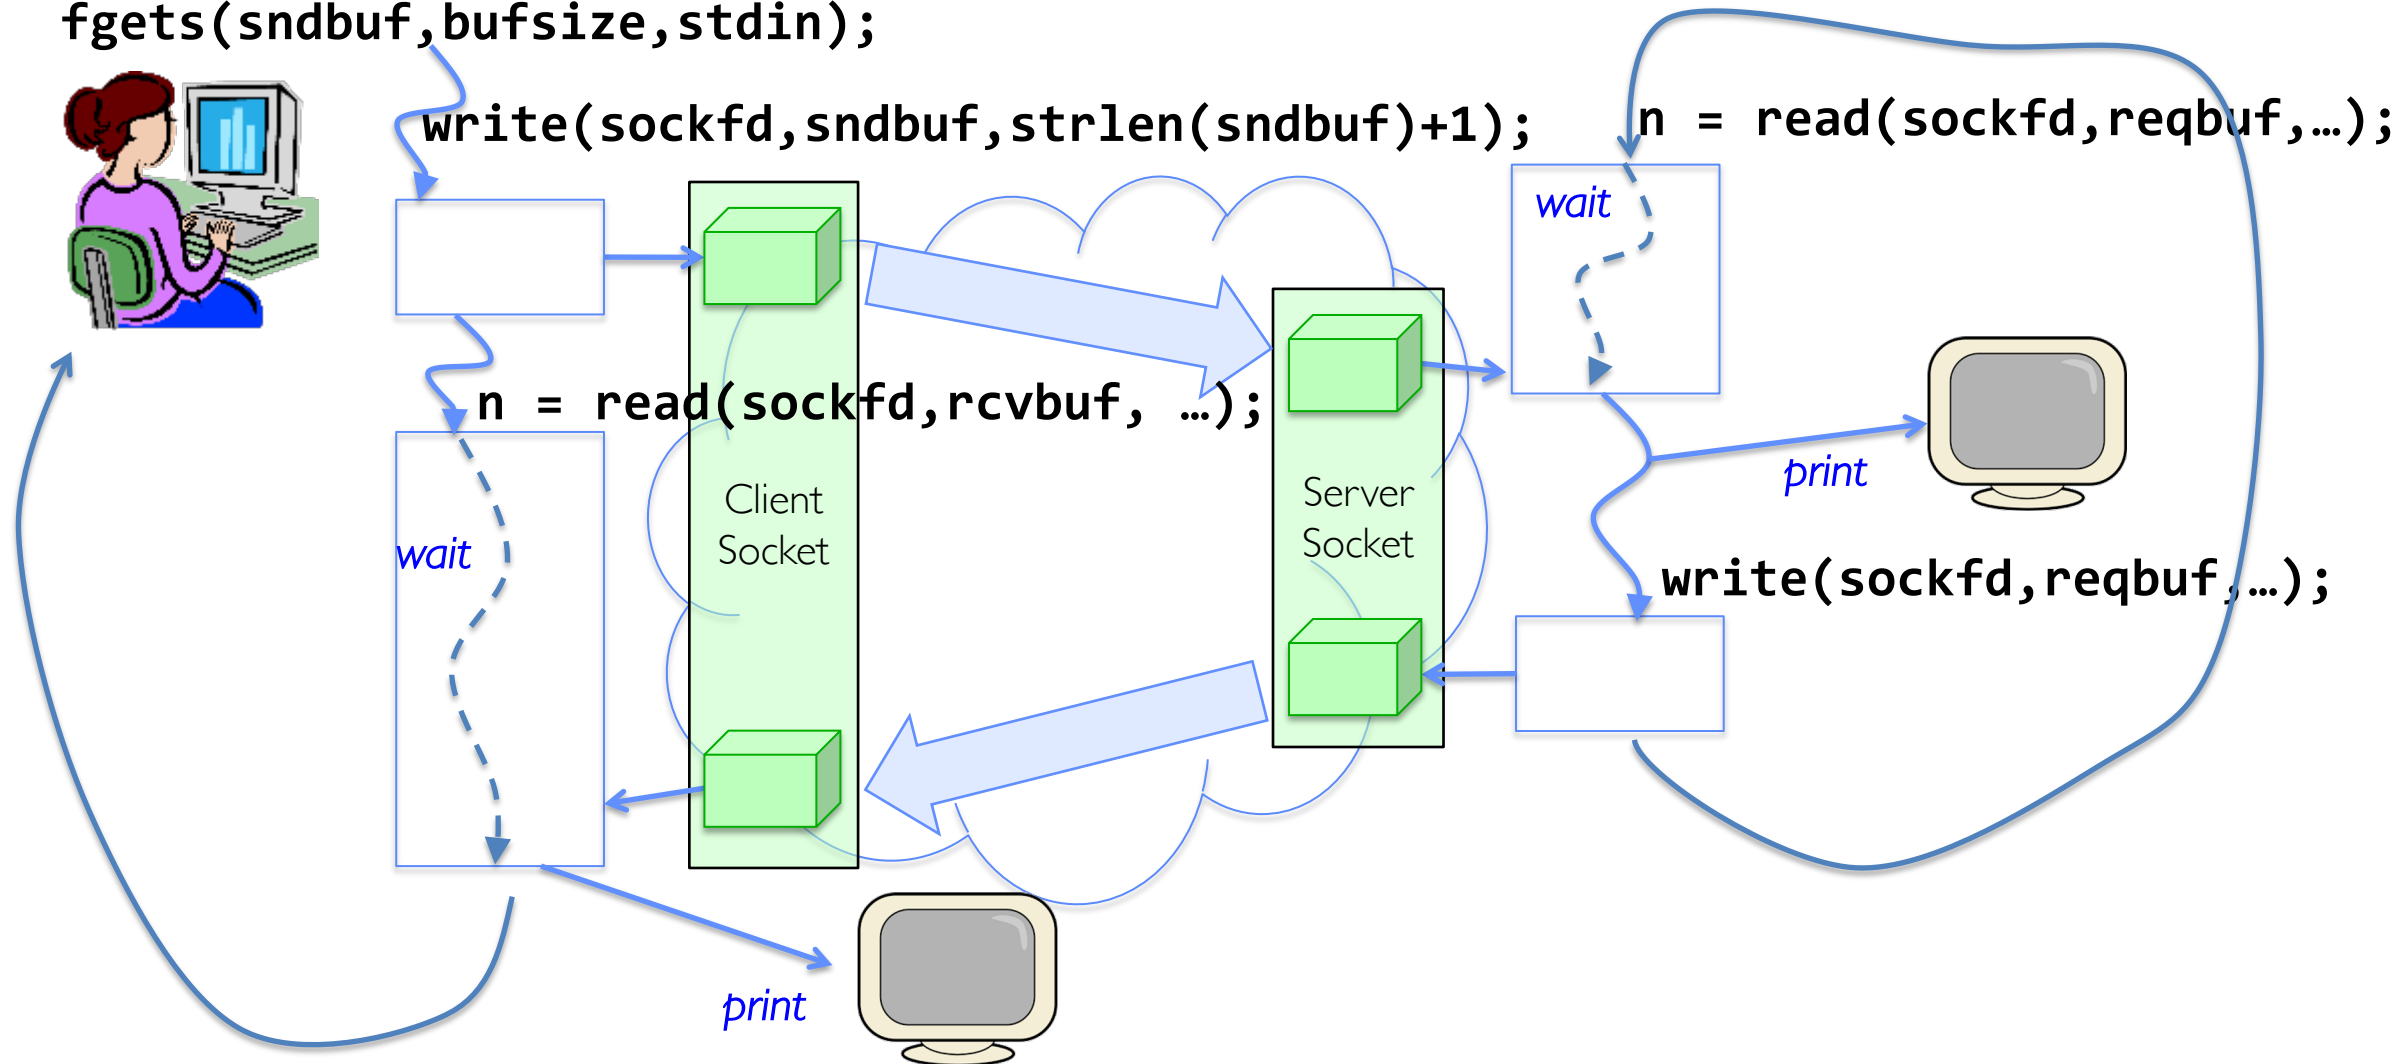 fgets(sndbuf,bufsize,stdin);
write(sockfd,sndbuf,strlen(sndbuf)+1);
n = read(sockfd,reqbuf,…);
wait
n = read(sockfd,rcvbuf, …);
print
Client
Socket
Server
Socket
wait
write(sockfd,reqbuf,…);
print